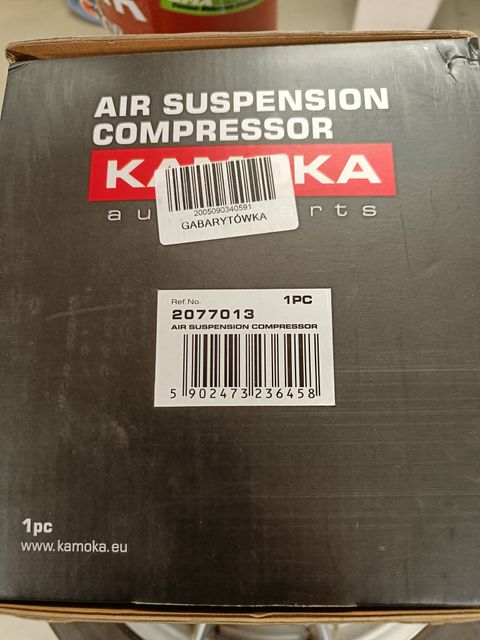 AIR SUSPENSION
COMPRESSOR
KAMOKA
2005090340591
GABARYTÓWKA
Ref. No.
1PC
2077013
AIR SUSPENSION COMPRESSOR
5 902473 236458
1pc
www.kamoka.eu